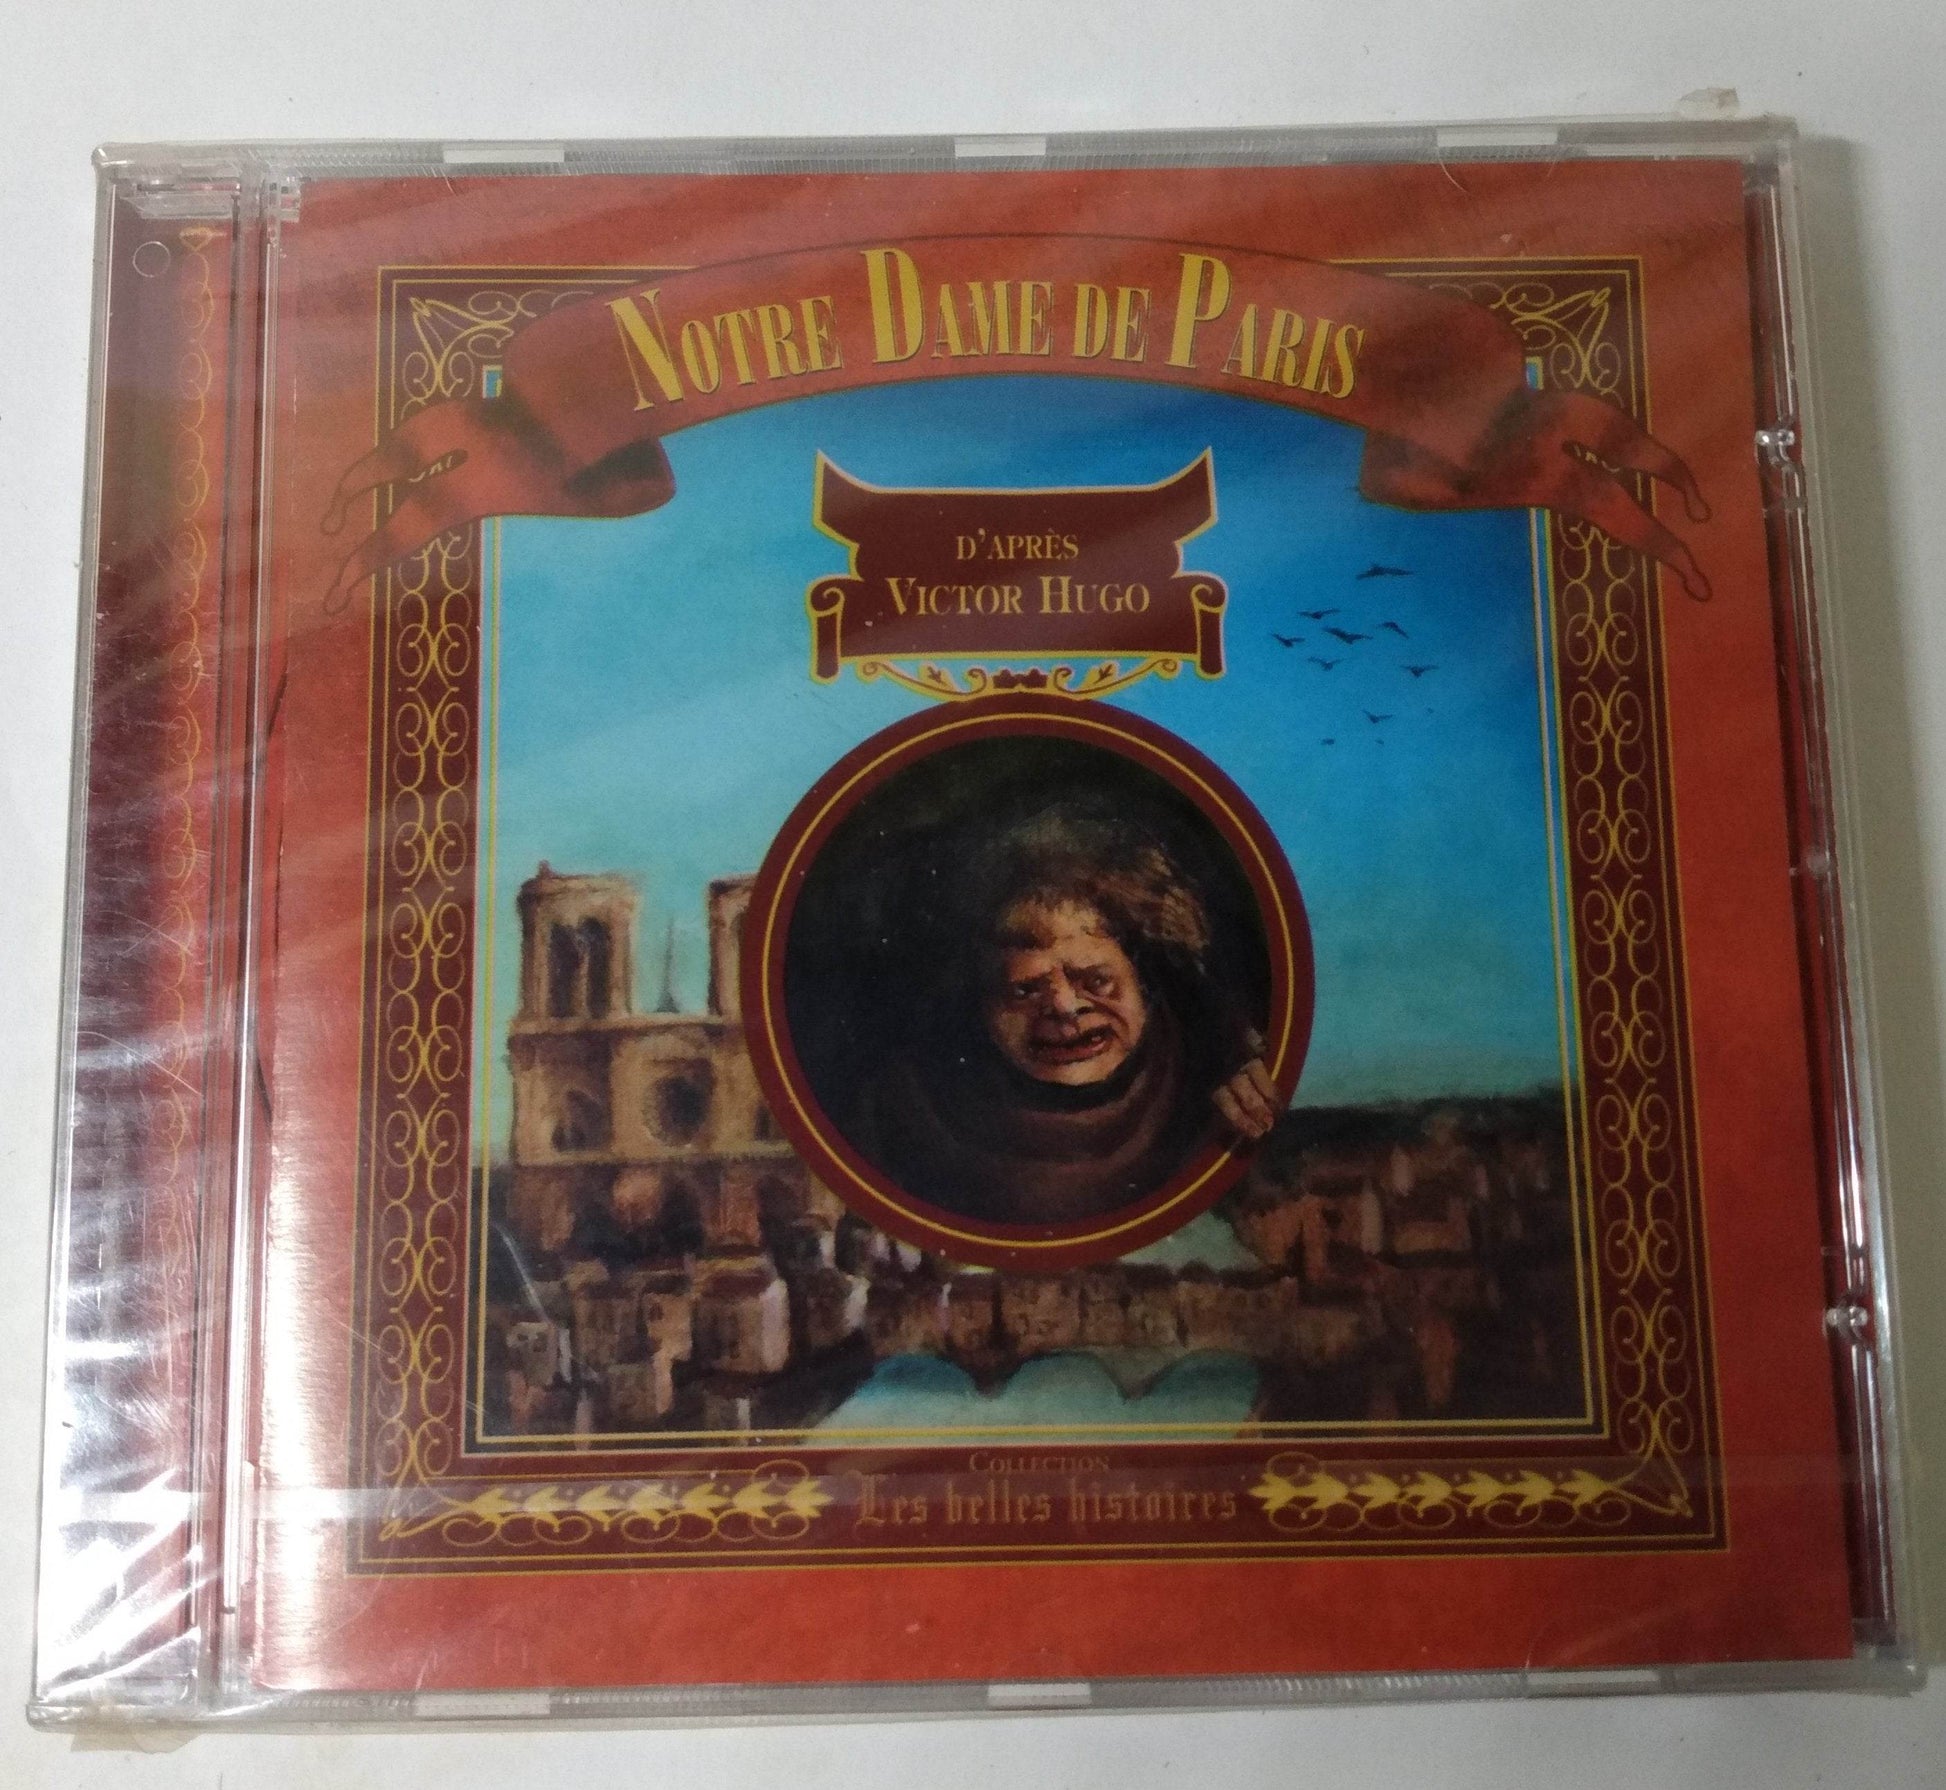 NOTRE DAME DE PARIS
D'APRÈS
VICTOR HUGO
COLLECTION
Les belles histoires